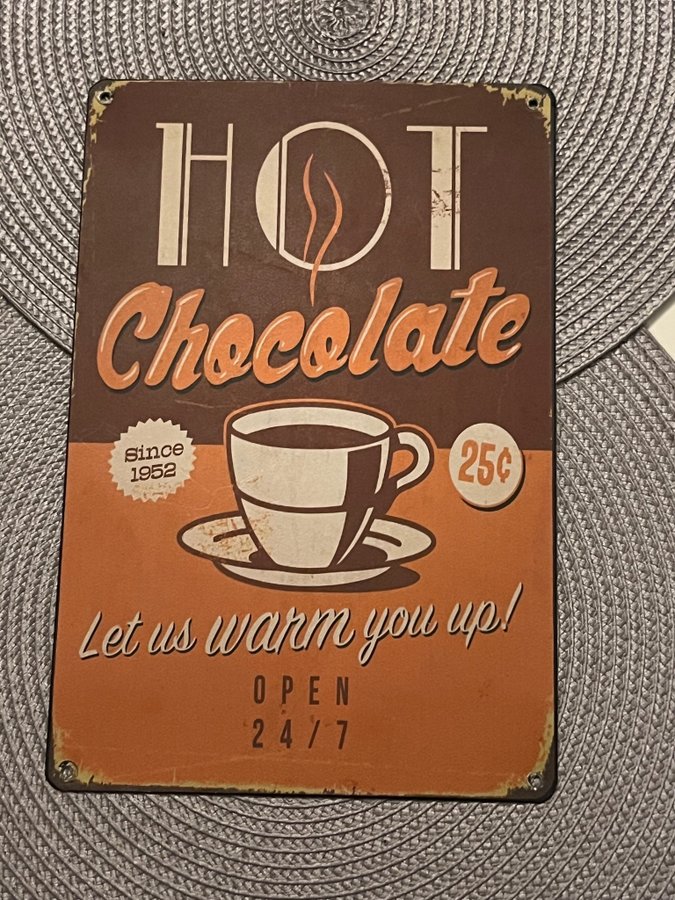 HOT
Chocolate
Since
1952
25¢
Let us warm you up!
OPEN
24/7